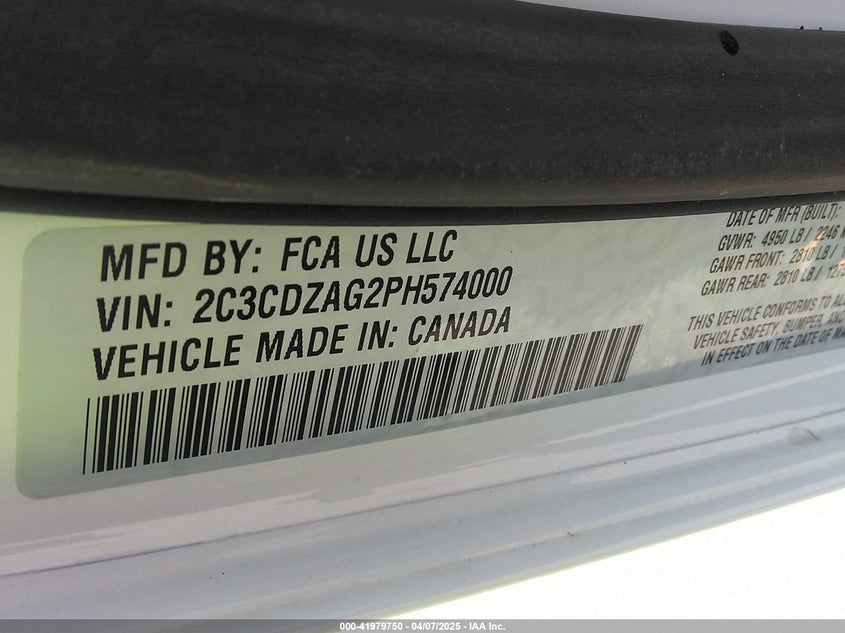 MFD BY: FCA US LLC
VIN: 2C3CDZAG2PH574000
VEHICLE MADE IN: CANADA
DATE OF MFR (BUILT):
GVWR: 4950 LB / 2246
GAWR FRONT: 2810 LB /
GAWR REAR: 2810 LB /
THIS VEHICLE CONFORMS TO
VEHICLE SAFETY, BUMPER, AND
IN EFFECT ON THE DATE OF
000-41979750 — 04/07/2025 - IAA Inc.